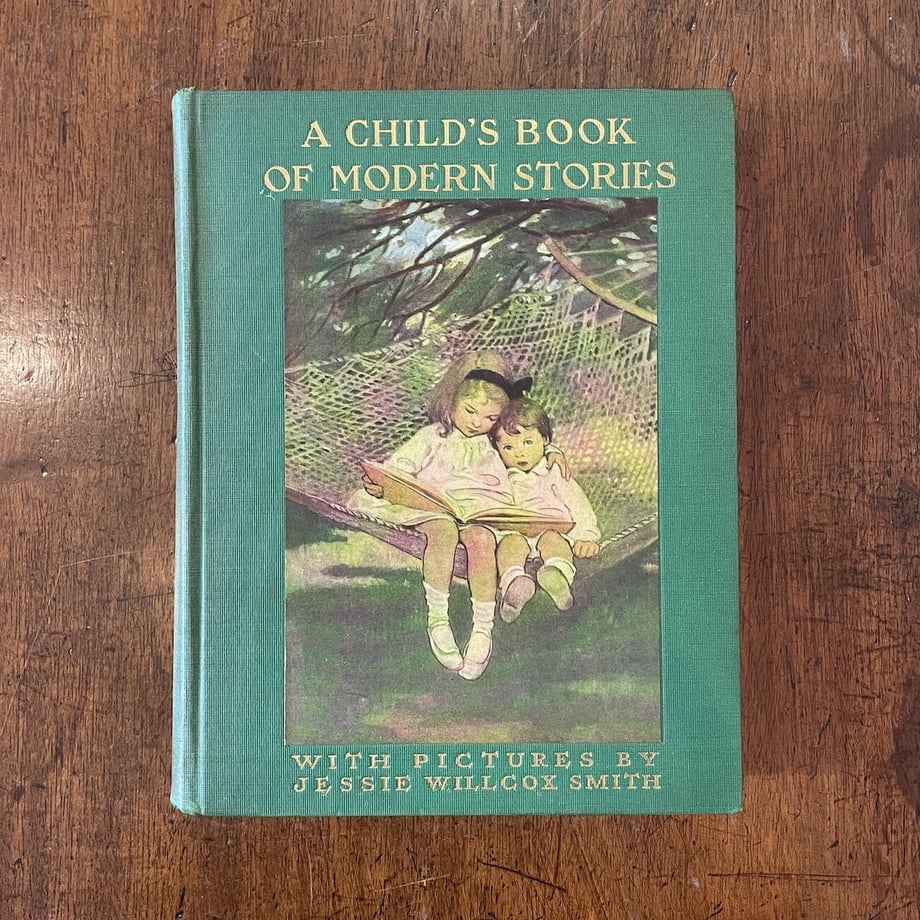 A CHILD'S BOOK
OF MODERN STORIES
WITH PICTURES BY
JESSIE WILLCOX SMITH